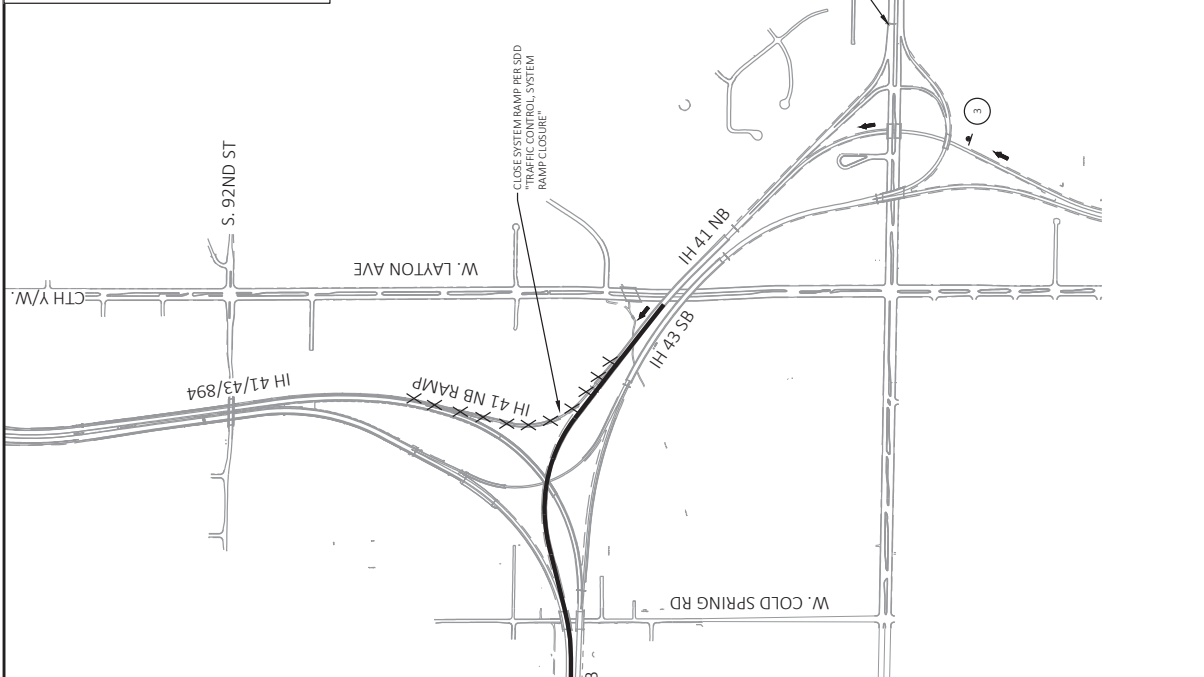 CLOSE SYSTEM RAMP PER SDD
"TRAFFIC CONTROL, SYSTEM
RAMP CLOSURE"
S. 92ND ST
W. LAYTON AVE
CTH Y/W.
IH 41/43/894
IH 41 NB RAMP
IH 41 NB
IH 43 SB
3
W. COLD SPRING RD
B